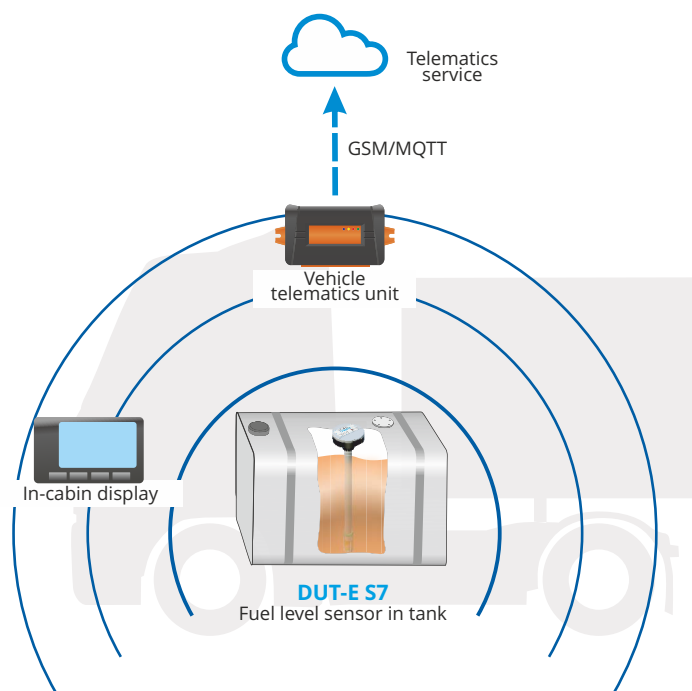 Telematics
service
GSM/MQTT
Vehicle
telematics unit
In-cabin display
DUT-E S7
Fuel level sensor in tank